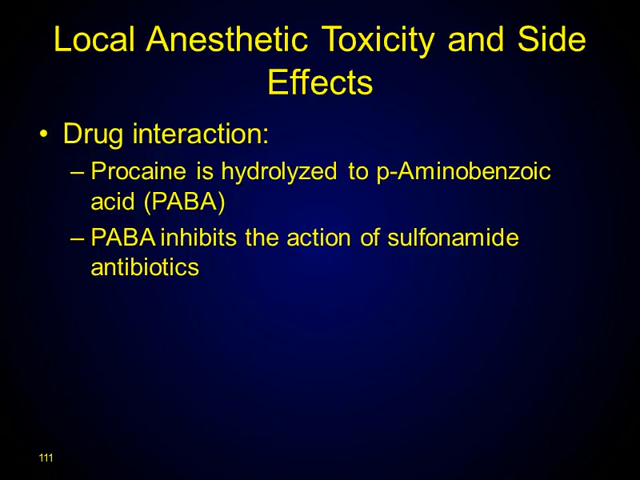 Local Anesthetic Toxicity and Side
Effects
• Drug interaction:
– Procaine is hydrolyzed to p-Aminobenzoic
acid (PABA)
– PABA inhibits the action of sulfonamide
antibiotics
111